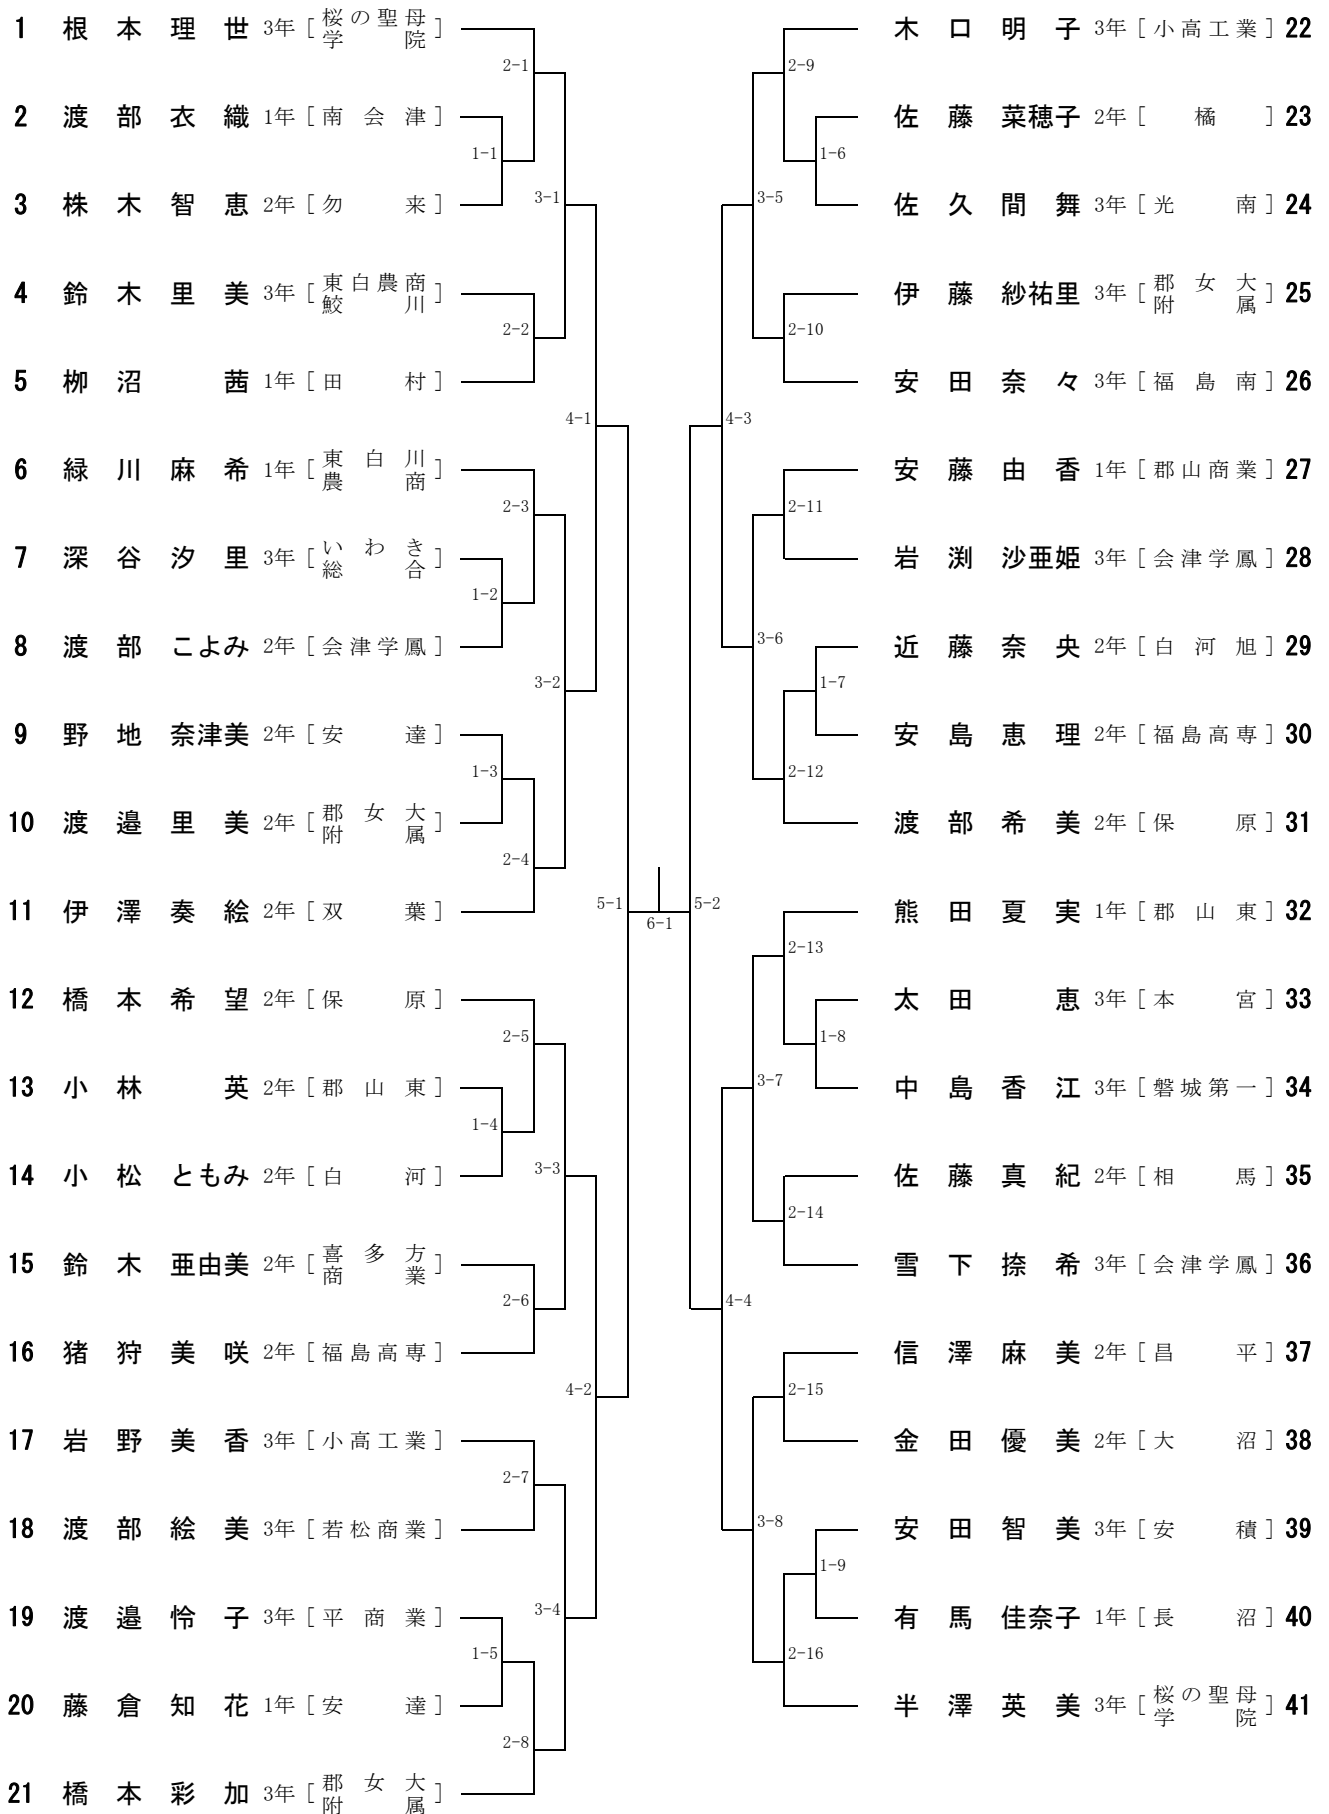 1 根本理世 3年 [桜の聖母学院]
2-1
2 渡部衣織 1年 [南会津]
1-1
3 株木智恵 2年 [勿来]
3-1
4 鈴木里美 3年 [東白農商鮫川]
2-2
5 栁沼茜 1年 [田村]
4-1
6 緑川麻希 1年 [東白川農商]
2-3
7 深谷汐里 3年 [いわき総合]
1-2
8 渡部こよみ 2年 [会津学鳳]
3-2
9 野地奈津美 2年 [安達]
1-3
10 渡邉里美 2年 [郡女大附属]
2-4
11 伊澤奏絵 2年 [双葉]
5-1
12 橋本希望 2年 [保原]
2-5
13 小林英 2年 [郡山東]
1-4
14 小松ともみ 2年 [白河]
3-3
15 鈴木亜由美 2年 [喜多方商業]
2-6
16 猪狩美咲 2年 [福島高専]
4-2
17 岩野美香 3年 [小高工業]
2-7
18 渡部絵美 3年 [若松商業]
3-4
19 渡邉怜子 3年 [平商業]
1-5
20 藤倉知花 1年 [安達]
2-8
21 橋本彩加 3年 [郡女大附属]
6-1
木口明子 3年 [小高工業] 22
2-9
佐藤菜穂子 2年 [橘] 23
1-6
佐久間舞 3年 [光南] 24
3-5
伊藤紗祐里 3年 [郡女大附属] 25
2-10
安田奈々 3年 [福島南] 26
4-3
安藤由香 1年 [郡山商業] 27
2-11
岩渕沙亜姫 3年 [会津学鳳] 28
3-6
近藤奈央 2年 [白河旭] 29
1-7
安島恵理 2年 [福島高専] 30
2-12
渡部希美 2年 [保原] 31
5-2
熊田夏実 1年 [郡山東] 32
2-13
太田恵 3年 [本宮] 33
1-8
中島香江 3年 [磐城第一] 34
3-7
佐藤真紀 2年 [相馬] 35
2-14
雪下捺希 3年 [会津学鳳] 36
4-4
信澤麻美 2年 [昌平] 37
2-15
金田優美 2年 [大沼] 38
3-8
安田智美 3年 [安積] 39
1-9
有馬佳奈子 1年 [長沼] 40
2-16
半澤英美 3年 [桜の聖母学院] 41